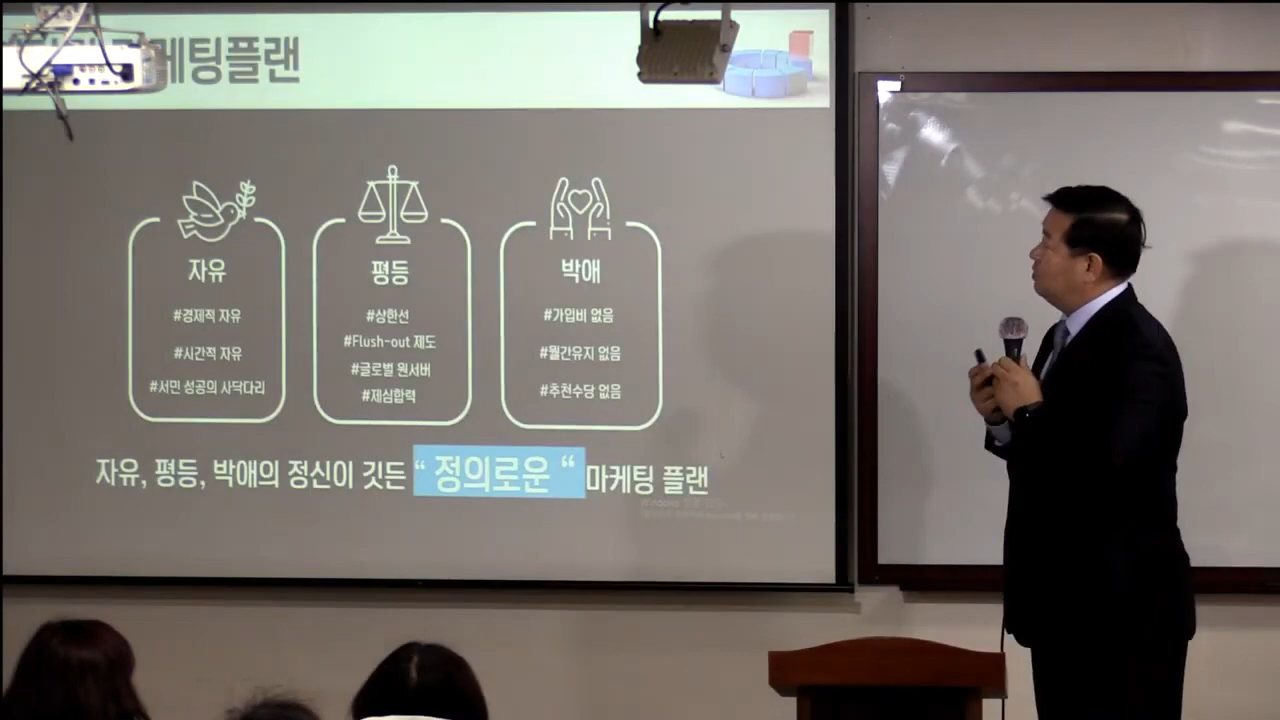 마케팅플랜
자유
#경제적 자유
#시간적 자유
#서민 성공의 사닥다리
평등
#상한선
#Flush-out 제도
#글로벌 원서버
#제심합력
박애
#가입비 없음
#월간유지 없음
#추천수당 없음
자유, 평등, 박애의 정신이 깃든 “ 정의로운 “ 마케팅 플랜
Windows